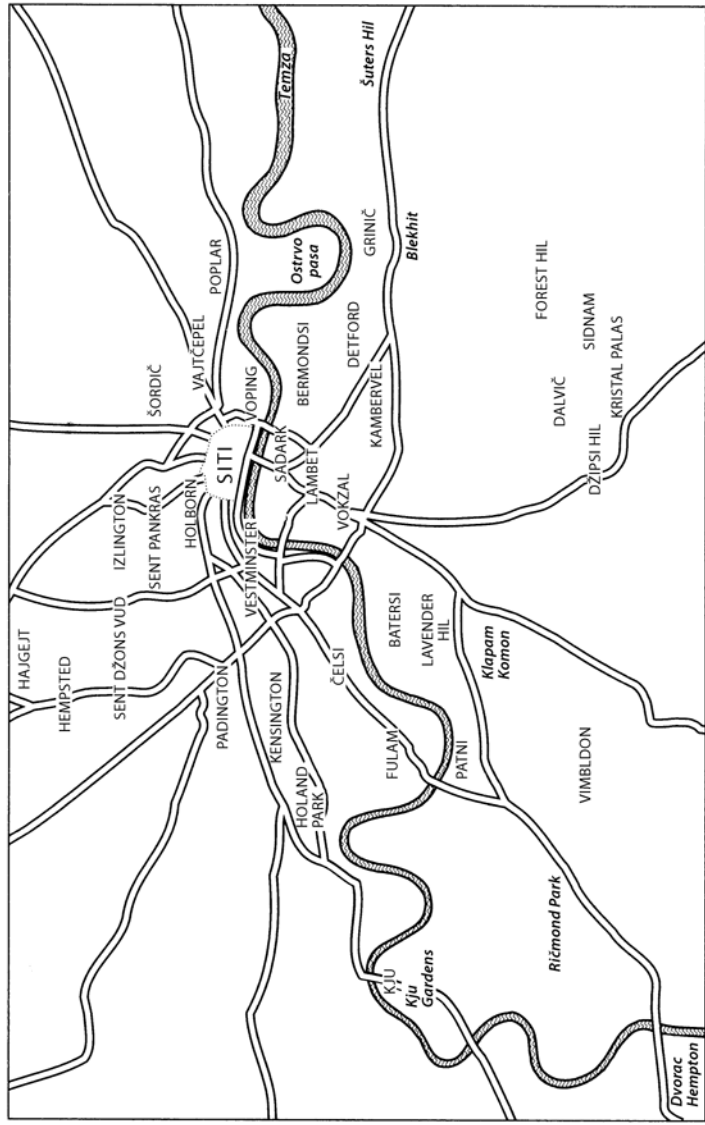 HAJGEJT
HEMPSTED
SENT DŽONS VUD
IZLINGTON
SENT PANKRAS
ŠORDIČ
HOLBORN
VAJTČEPEL
POPLAR
PADINGTON
SITI
VESTMINSTER
VOPING
KENSINGTON
SADARK
Temza
HOLAND
PARK
Ostrvo
pasa
BERMONDSI
LAMBET
ČELSI
VOKZAL
DETFORD
GRINIČ
Šuters Hil
KAMBERVEL
KJU
FULAM
BATERSI
Kju
Gardens
Blekhit
LAVENDER
HIL
PATNI
Klapam
Komon
FOREST HIL
Ričmond Park
DALVIČ
VIMBLDON
SIDNAM
DŽIPSI HIL
KRISTAL PALAS
Dvorac
Hempton